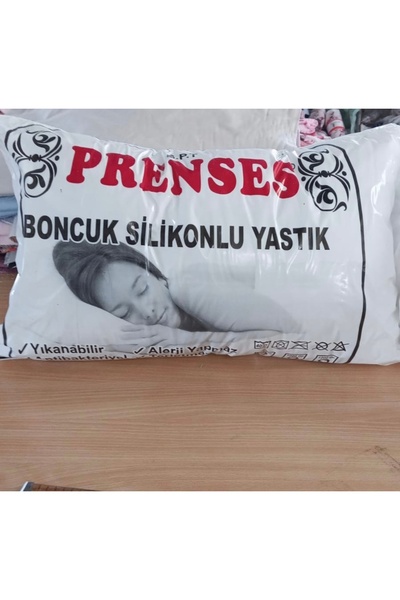 PRENSES
BONCUK SİLİKONLU YASTIK
✓ Yıkanabilir ✓ Alerji Yapmaz